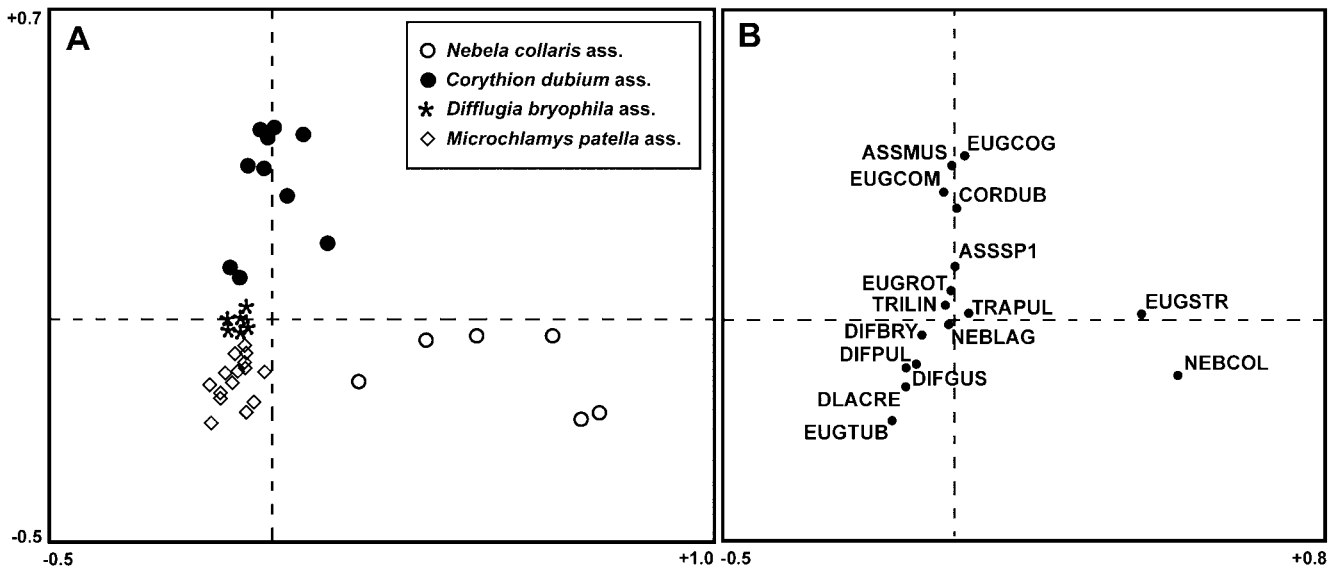 +0.7
A
Nebela collaris ass.
Corythion dubium ass.
Difflugia bryophila ass.
Microchlamys patella ass.
-0.5
-0.5
+1.0
B
ASSMUS
EUGCOG
EUGCOM
CORDUB
ASSSP1
EUGROT
TRILIN
TRAPUL
EUGSTR
DIFBRY
NEBLAG
DIFPUL
DIFGUS
NEBCOL
DLACRE
EUGTUB
-0.5
+0.8